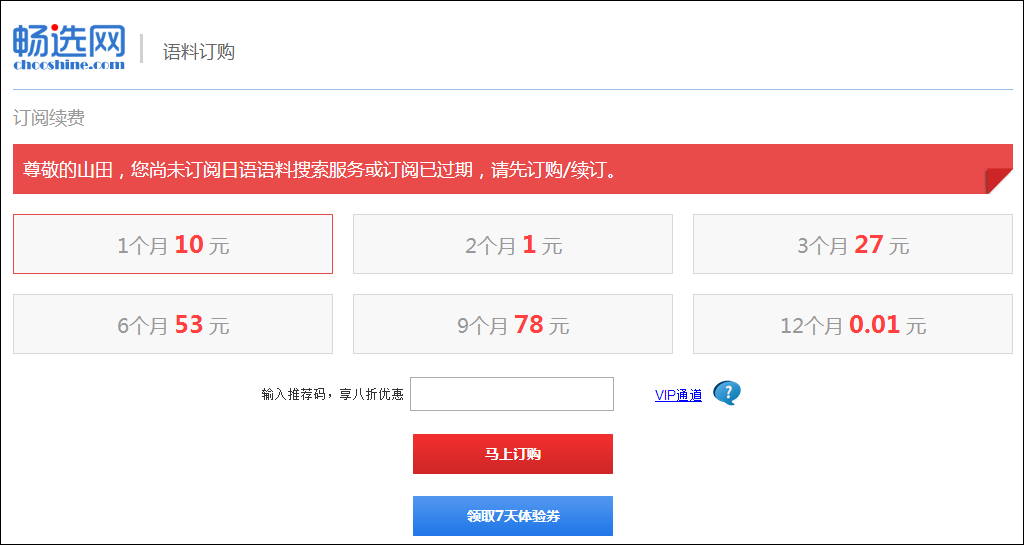 畅选网
chooshine.com
语料订购
订阅续费
尊敬的山田，您尚未订阅日语语料搜索服务或订阅已过期，请先订购/续订。
1个月 10 元
2个月 1 元
3个月 27 元
6个月 53 元
9个月 78 元
12个月 0.01 元
输入推荐码，享八折优惠
VIP通道
?
马上订购
领取7天体验券